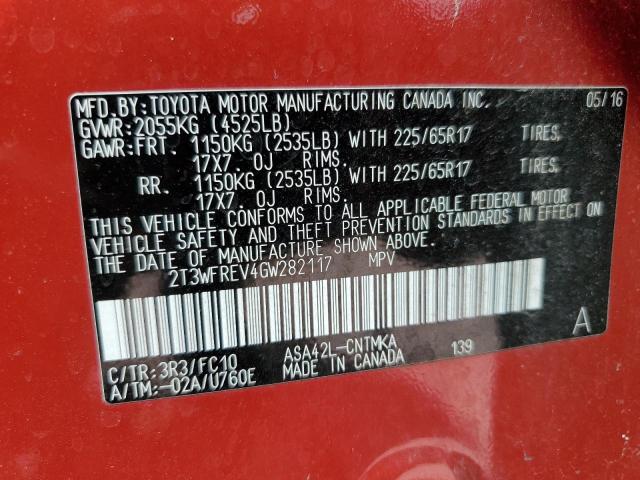 MFD.BY:TOYOTA MOTOR MANUFACTURING CANADA INC. 05/16
GVWR:2055KG (4525LB)
GAWR:FRT. 1150KG (2535LB) WITH 225/65R17 TIRES.
17X7.0J RIMS.
RR. 1150KG (2535LB) WITH 225/65R17 TIRES.
17X7.0J RIMS.
THIS VEHICLE CONFORMS TO ALL APPLICABLE FEDERAL MOTOR
VEHICLE SAFETY AND THEFT PREVENTION STANDARDS IN EFFECT ON
THE DATE OF MANUFACTURE SHOWN ABOVE.
2T3WFREV4GW282117 MPV
A
C/TR:3R3/FC10 ASA42L-CNTMKA 139
A/TM:-02A/U760E MADE IN CANADA